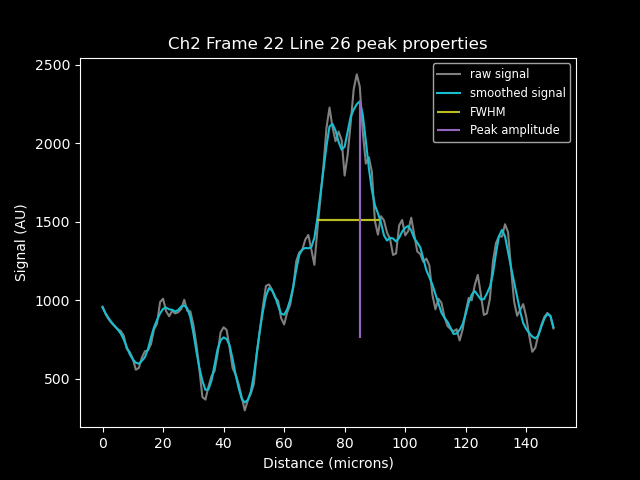 Ch2 Frame 22 Line 26 peak properties
raw signal
smoothed signal
FWHM
Peak amplitude
2500
2000
1500
1000
500
Signal (AU)
0 20 40 60 80 100 120 140
Distance (microns)